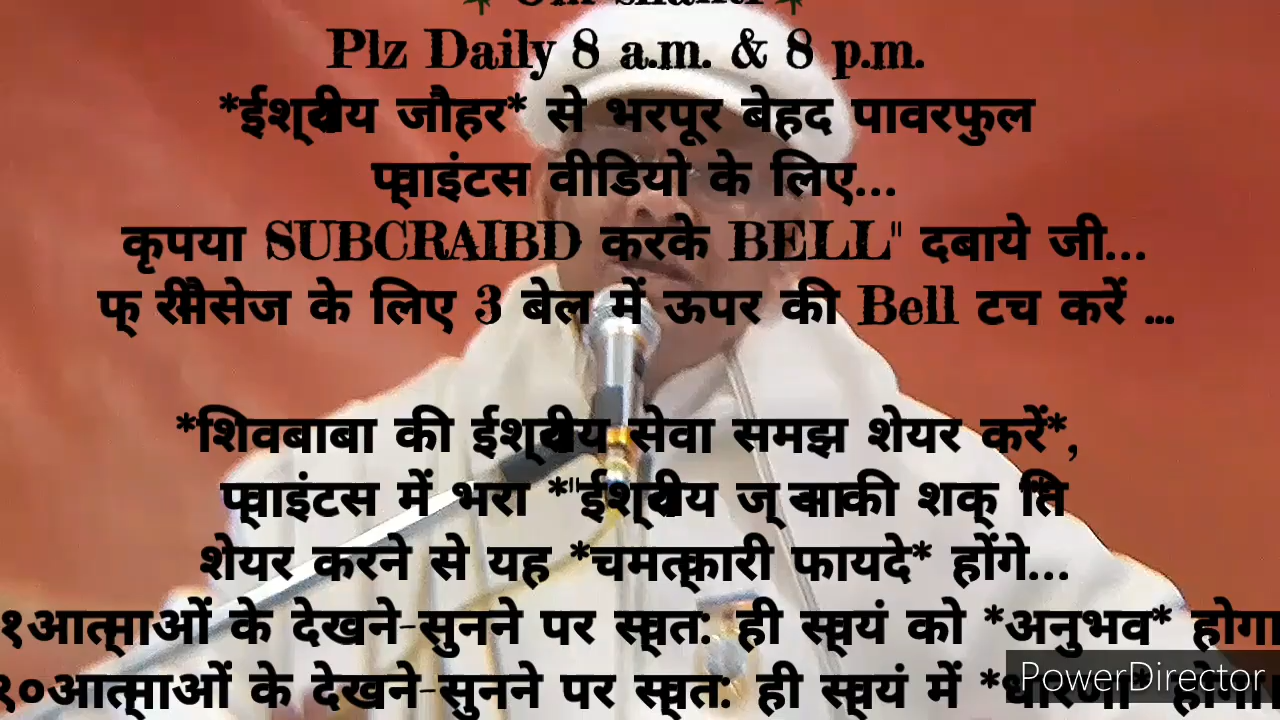 Plz Daily 8 a.m. & 8 p.m.
*ईश्वरीय जौहर* से भरपूर बेहद पावरफुल
प्वाइंटस वीडियो के लिए...
कृपया SUBCRAIBD करके BELL" दबाये जी...
फ्री मैसेज के लिए 3 बेल में ऊपर की Bell टच करें ...
*शिवबाबा की ईश्वरीय सेवा समझ शेयर करें*,
प्वाइंटस में भरा *"ईश्वरीय ज्ञान की शक्ति
शेयर करने से यह *चमत्कारी फायदे* होंगे...
१आत्माओं के देखने-सुनने पर स्वत: ही स्वयं को *अनुभव* होगा
१०आत्माओं के देखने-सुनने पर स्वत: ही स्वयं में *धारणा* होगा
PowerDirector